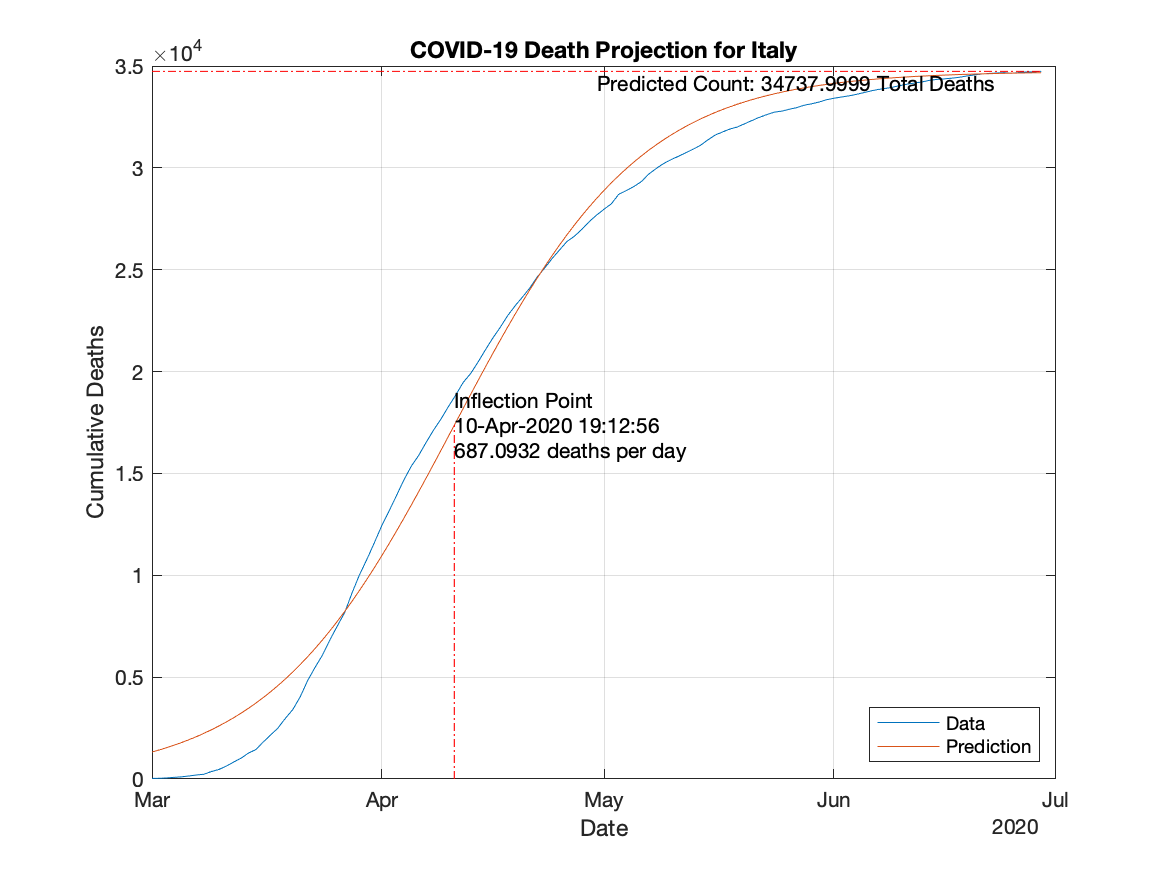 COVID-19 Death Projection for Italy
×10⁴
3.5
Predicted Count: 34737.9999 Total Deaths
3
2.5
2
Inflection Point
10-Apr-2020 19:12:56
687.0932 deaths per day
1.5
1
0.5
0
Cumulative Deaths
Data
Prediction
Mar Apr May Jun Jul
Date
2020